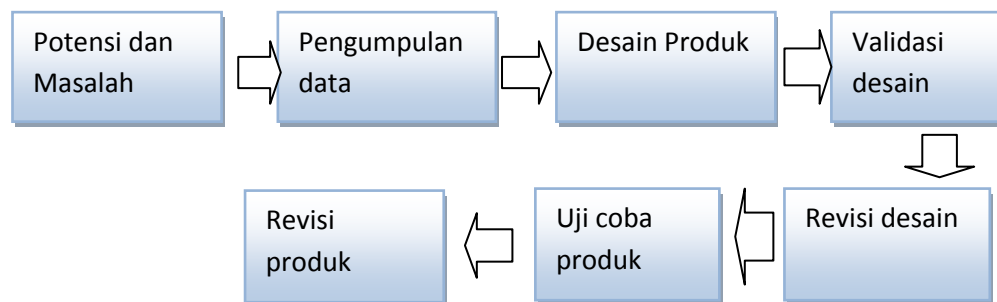 Potensi dan
Masalah
Pengumpulan
data
Desain Produk
Validasi
desain
Revisi desain
Uji coba
produk
Revisi
produk